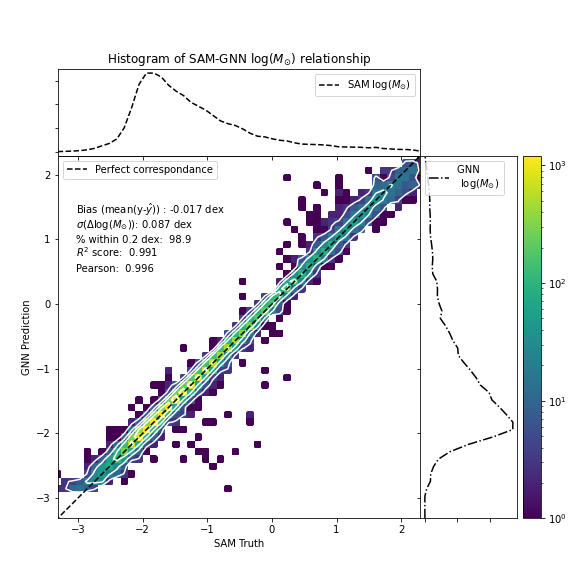 Histogram of SAM-GNN log(M⊙) relationship
SAM log(M⊙)
Perfect correspondance
GNN
log(M⊙)
Bias (mean(y-ŷ)) : -0.017 dex
σ(Δlog(M⊙)): 0.087 dex
% within 0.2 dex: 98.9
R² score: 0.991
Pearson: 0.996
GNN Prediction
2
1
0
−1
−2
−3
−3
−2
−1
0
1
2
SAM Truth
10³
10²
10¹
10⁰